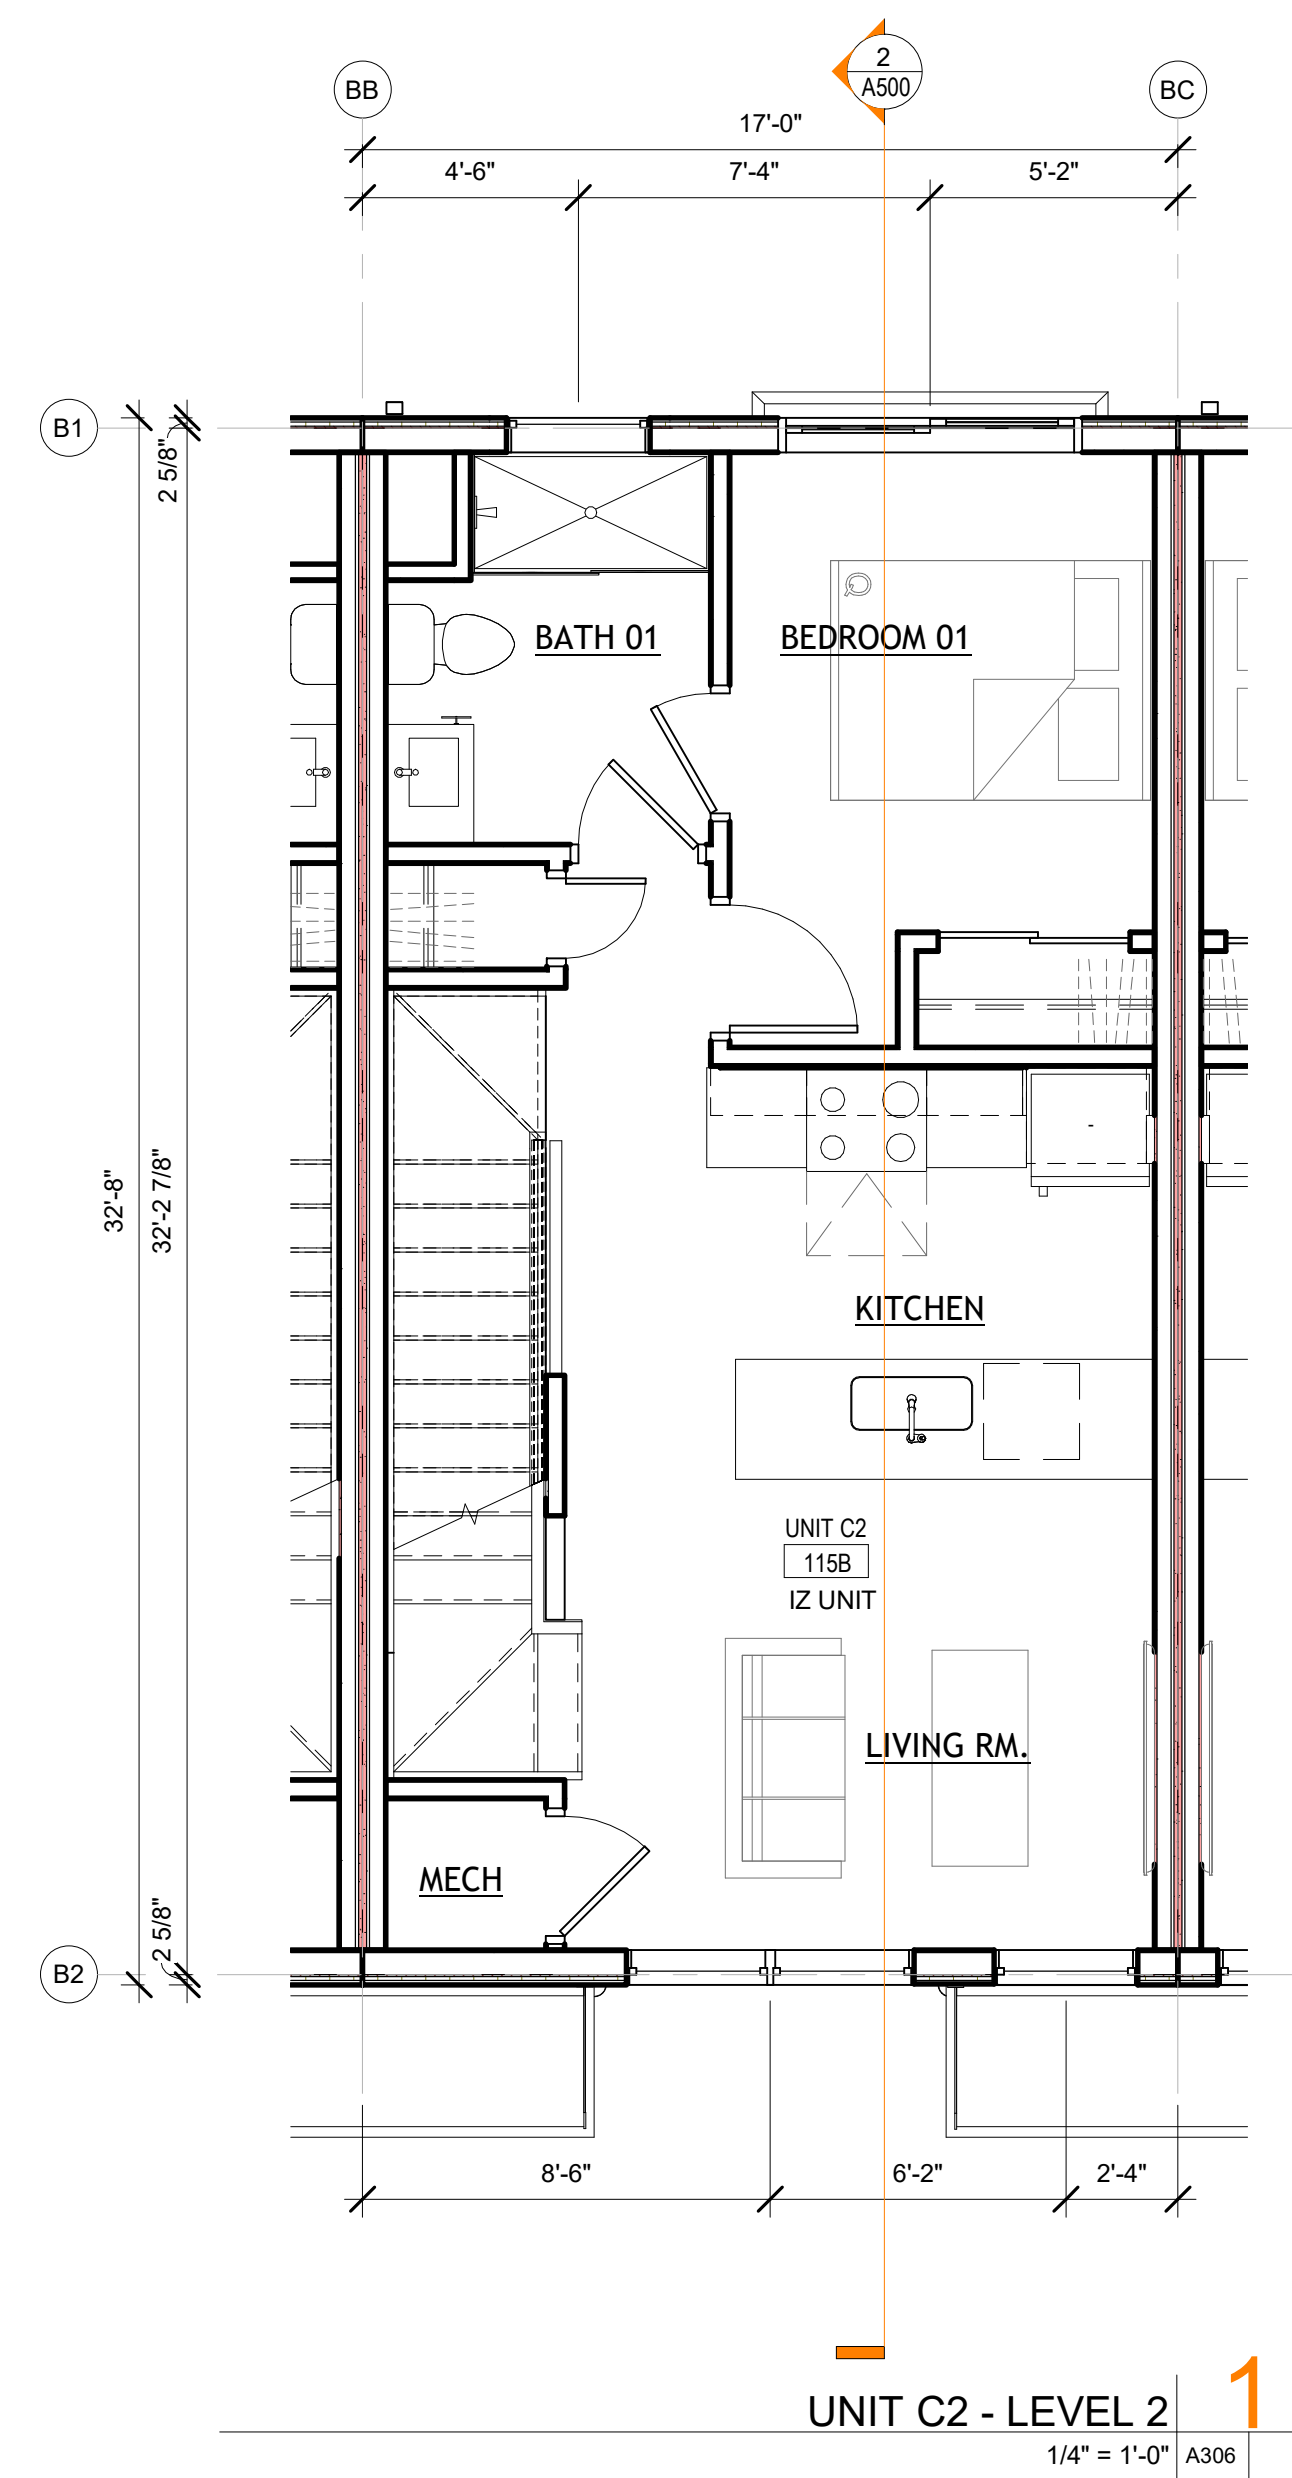 2
A500
BB
BC
17'-0"
4'-6"
7'-4"
5'-2"
B1
2 5/8"
Q
BATH 01
BEDROOM 01
32'-8"
32'-2 7/8"
KITCHEN
UNIT C2
115B
IZ UNIT
LIVING RM.
MECH
2 5/8"
B2
8'-6"
6'-2"
2'-4"
UNIT C2 - LEVEL 2
1
1/4" = 1'-0"
A306